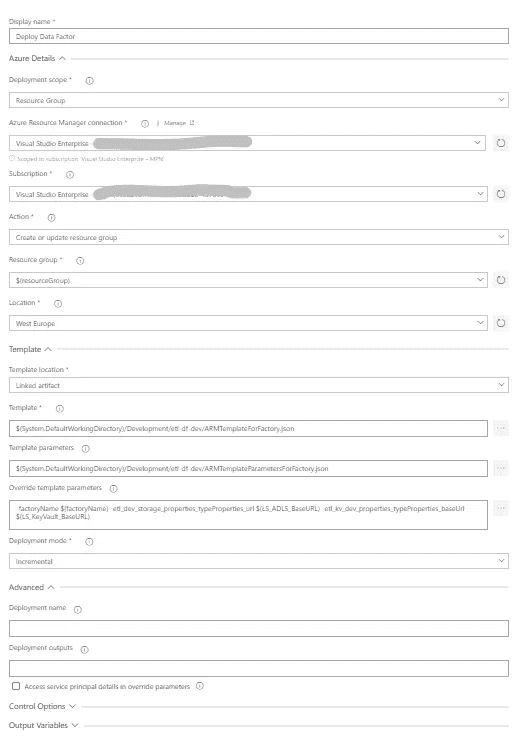 Display name *
Deploy Data Factor
Azure Details
Deployment scope *
Resource Group
Azure Resource Manager connection * | Manage
Visual Studio Enterprise
Scoped to subscription 'Visual Studio Enterprise – MPN'
Subscription *
Visual Studio Enterprise
Action *
Create or update resource group
Resource group *
$(resourceGroup)
Location *
West Europe
Template
Template location *
Linked artifact
Template *
$(System.DefaultWorkingDirectory)/Development/etl-df-dev/ARMTemplateForFactory.json
Template parameters
$(System.DefaultWorkingDirectory)/Development/etl-df-dev/ARMTemplateParametersForFactory.json
Override template parameters
-factoryName $(factoryName) -etl_dev_storage_properties_typeProperties_url $(LS_ADLS_BaseURL) -etl_kv_dev_properties_typeProperties_baseUrl
$(LS_KeyVault_BaseURL)
Deployment mode *
Incremental
Advanced
Deployment name
Deployment outputs
Access service principal details in override parameters
Control Options
Output Variables